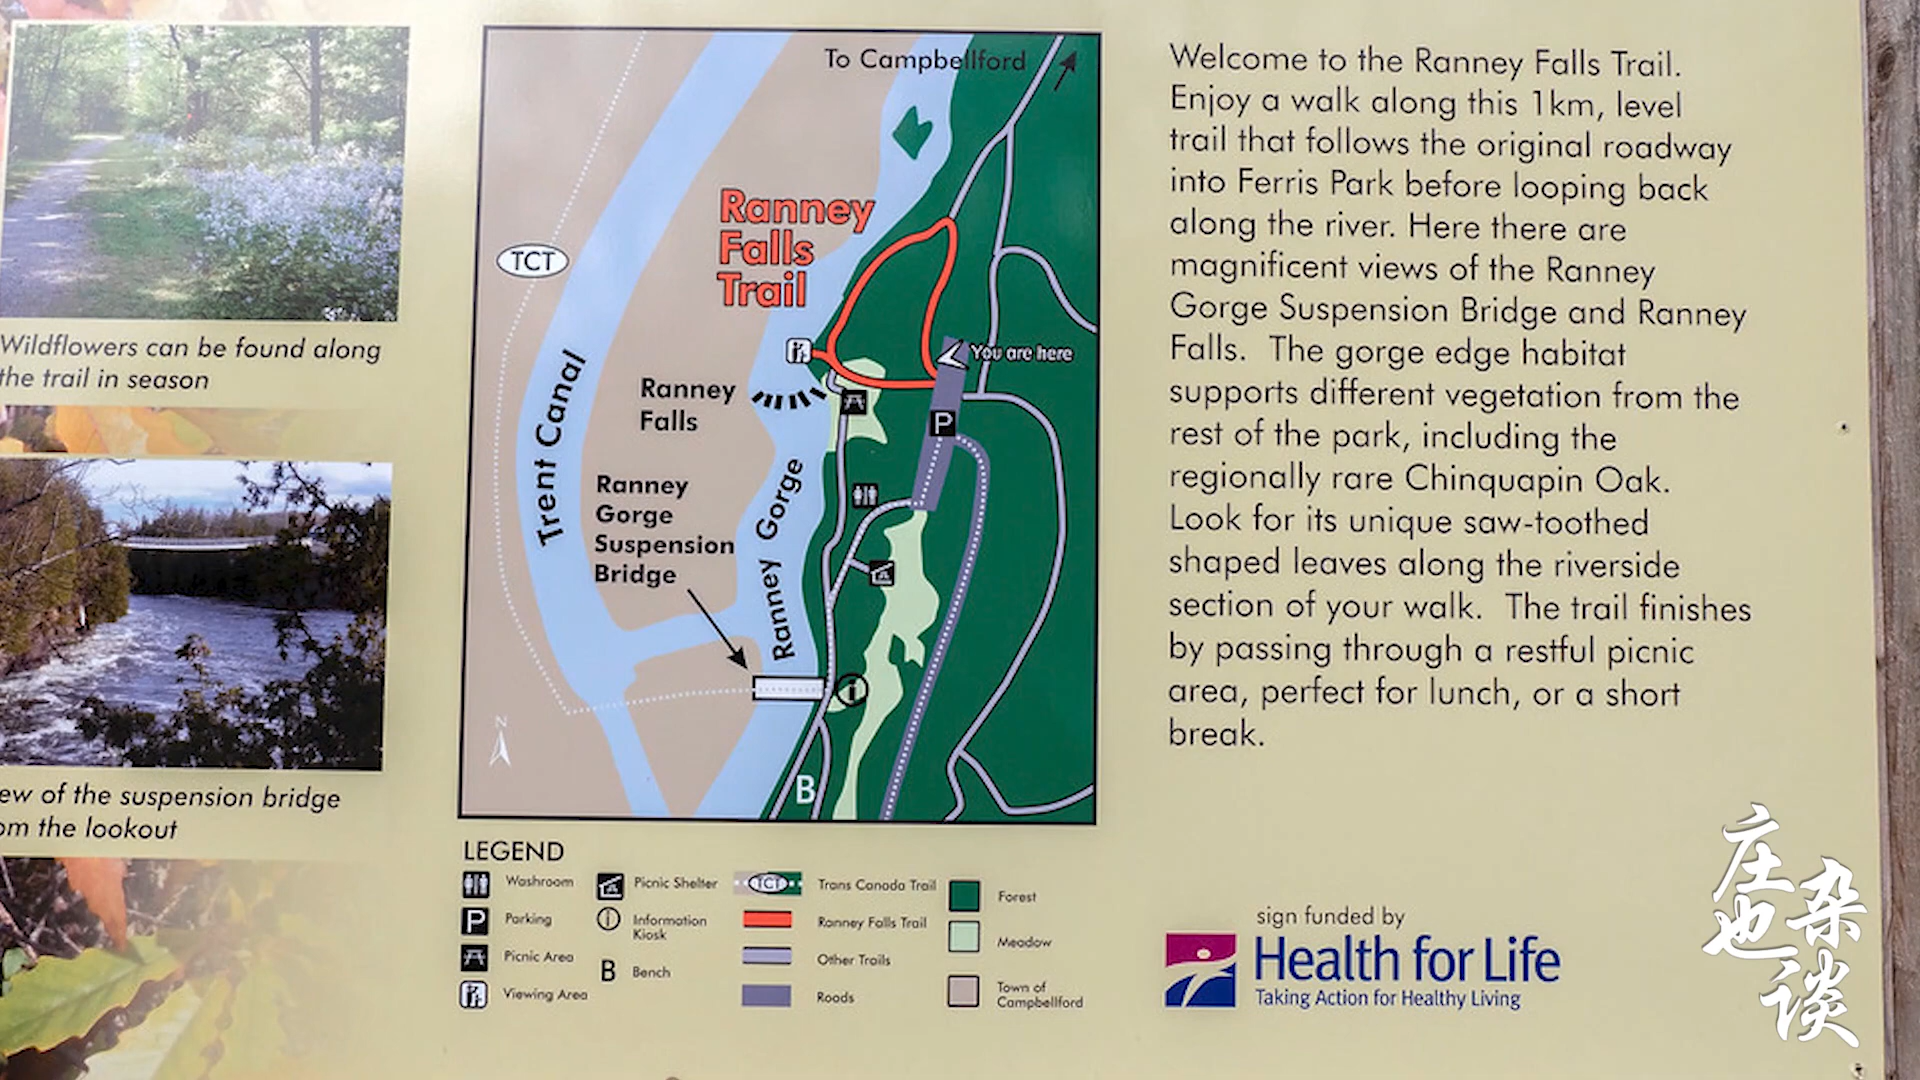 Wildflowers can be found along
the trail in season
ew of the suspension bridge
om the lookout
To Campbellford
Ranney
Falls
Trail
TCT
You are here
Ranney
Falls
P
Trent Canal
Ranney
Gorge
Suspension
Bridge
Ranney Gorge
i
N
B
LEGEND
Washroom
P Parking
Picnic Area
Viewing Area
Picnic Shelter
i Information
Kiosk
B Bench
TCT Trans Canada Trail
Ranney Falls Trail
Other Trails
Roads
Forest
Meadow
Town of
Campbellford
Welcome to the Ranney Falls Trail.
Enjoy a walk along this 1km, level
trail that follows the original roadway
into Ferris Park before looping back
along the river. Here there are
magnificent views of the Ranney
Gorge Suspension Bridge and Ranney
Falls. The gorge edge habitat
supports different vegetation from the
rest of the park, including the
regionally rare Chinquapin Oak.
Look for its unique saw-toothed
shaped leaves along the riverside
section of your walk. The trail finishes
by passing through a restful picnic
area, perfect for lunch, or a short
break.
sign funded by
Health for Life
Taking Action for Healthy Living
庄也杂谈